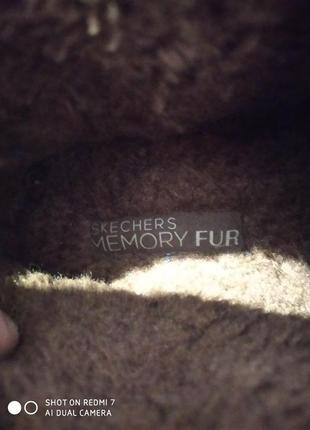 SKECHERS
MEMORY FUR
SHOT ON REDMI 7
AI DUAL CAMERA